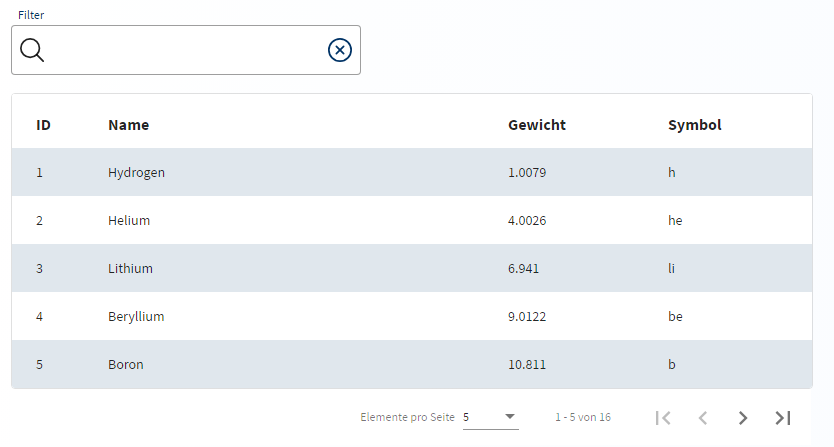 Filter
ID Name Gewicht Symbol
1 Hydrogen 1.0079 h
2 Helium 4.0026 he
3 Lithium 6.941 li
4 Beryllium 9.0122 be
5 Boron 10.811 b
Elemente pro Seite 5 1 - 5 von 16